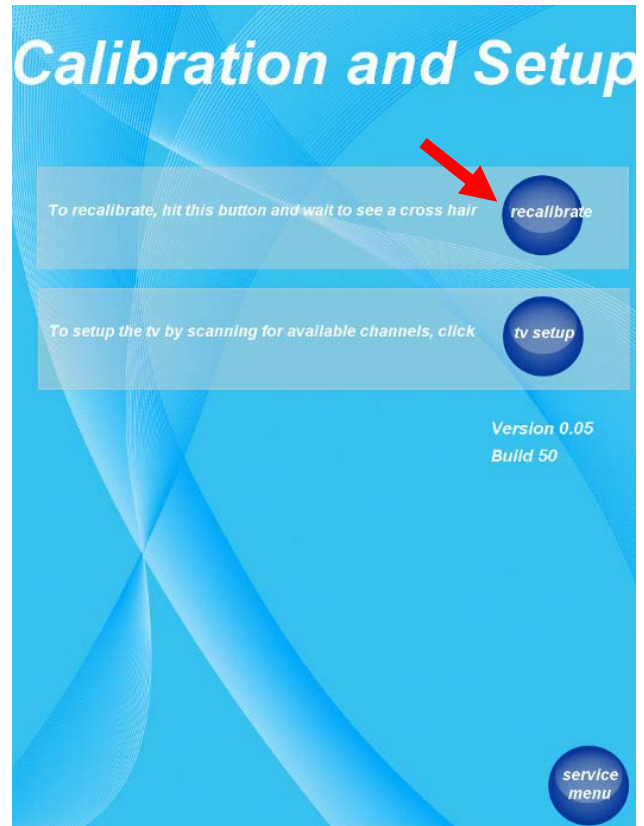 Calibration and Setup
To recalibrate, hit this button and wait to see a cross hair
recalibrate
To setup the tv by scanning for available channels, click
tv setup
Version 0.05
Build 50
service
menu